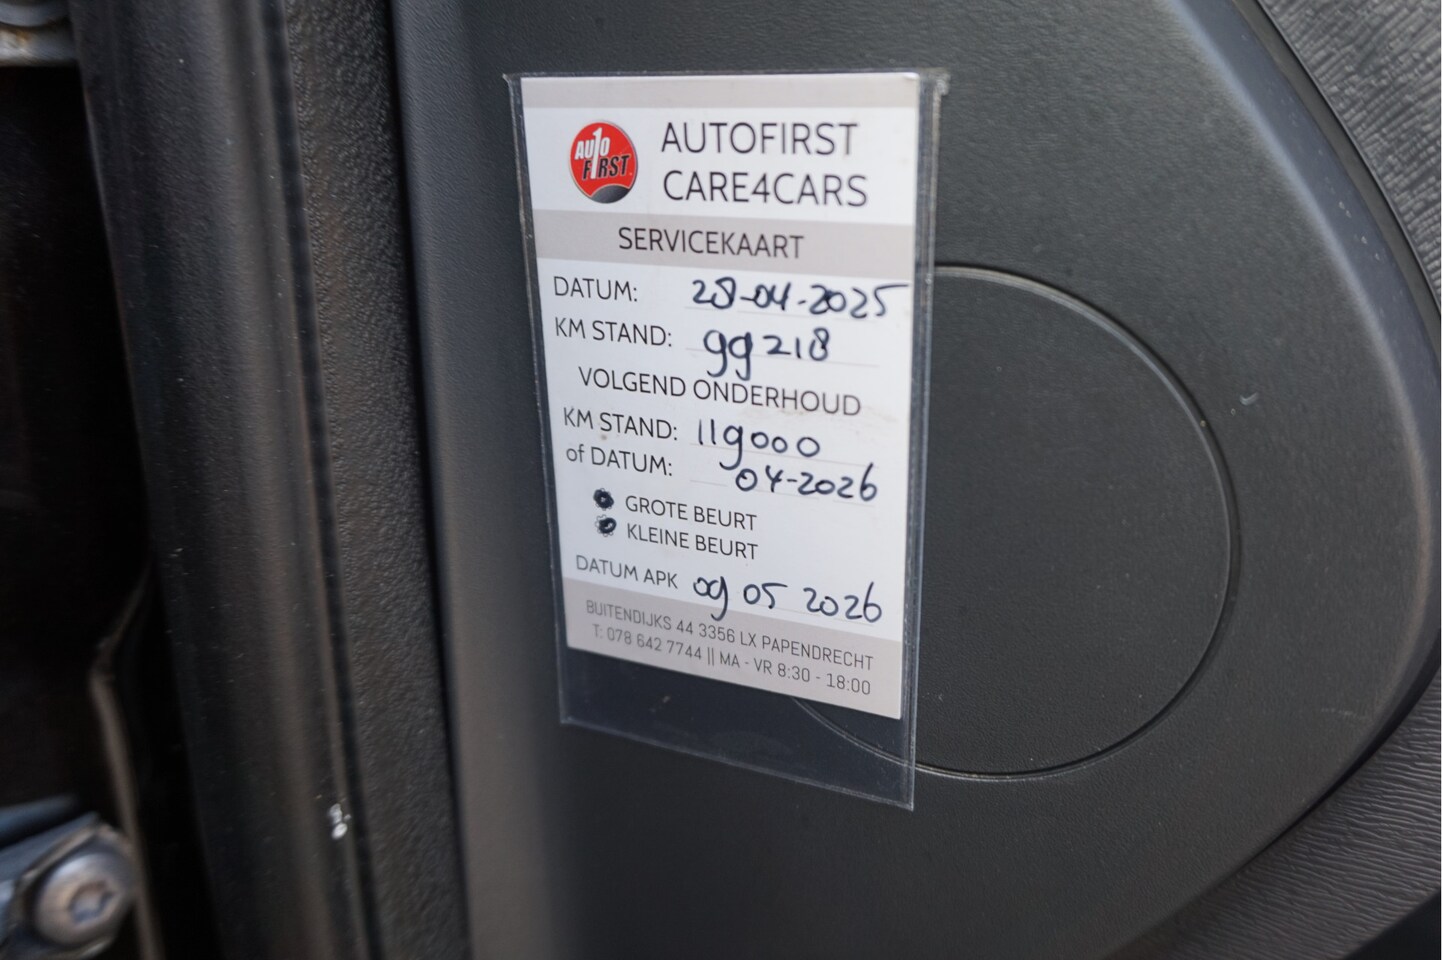 AUTO
FIRST
AUTOFIRST
CARE4CARS
SERVICEKAART
DATUM: 28-04-2025
KM STAND: 99218
VOLGEND ONDERHOUD
KM STAND: 119000
of DATUM: 04-2026
GROTE BEURT
KLEINE BEURT
DATUM APK 09 05 2026
BUITENDIJKS 44 3356 LX PAPENDRECHT
T: 078 642 7744 || MA - VR 8:30 - 18:00